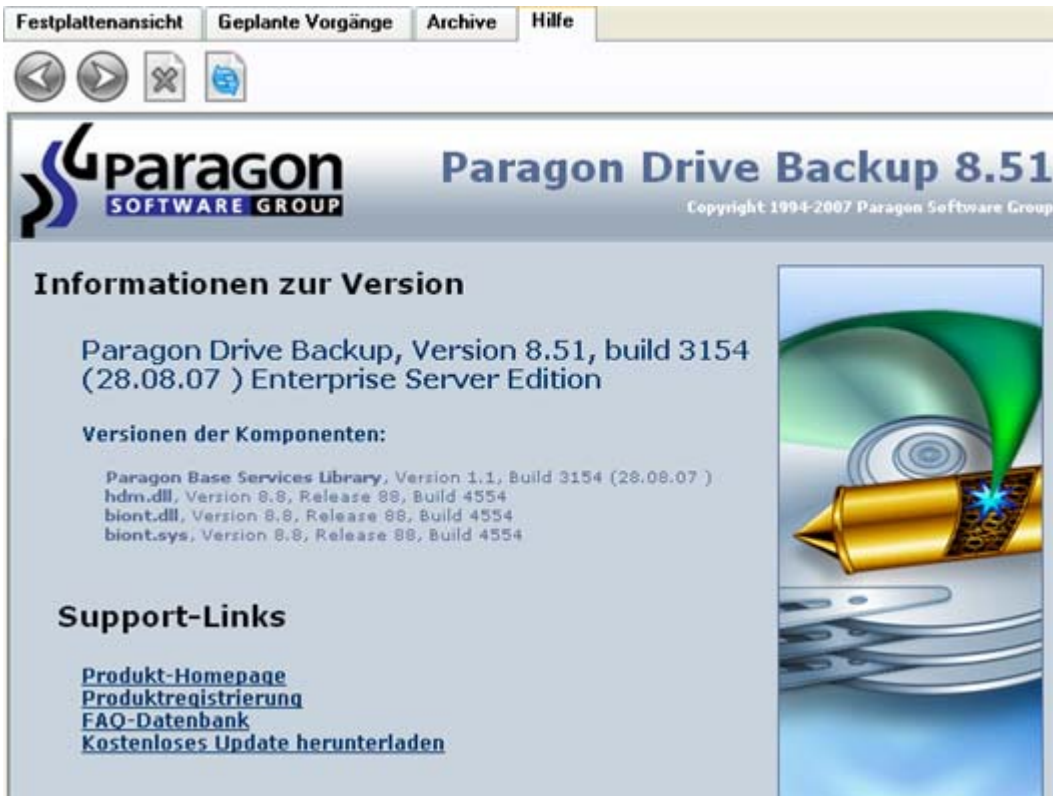 Festplattenansicht Geplante Vorgänge Archive Hilfe
Paragon
SOFTWARE GROUP
Paragon Drive Backup 8.51
Copyright 1994-2007 Paragon Software Group
Informationen zur Version
Paragon Drive Backup, Version 8.51, build 3154
(28.08.07 ) Enterprise Server Edition
Versionen der Komponenten:
Paragon Base Services Library, Version 1.1, Build 3154 (28.08.07 )
hdm.dll, Version 8.8, Release 88, Build 4554
biont.dll, Version 8.8, Release 88, Build 4554
biont.sys, Version 8.8, Release 88, Build 4554
Support-Links
Produkt-Homepage
Produktregistrierung
FAQ-Datenbank
Kostenloses Update herunterladen